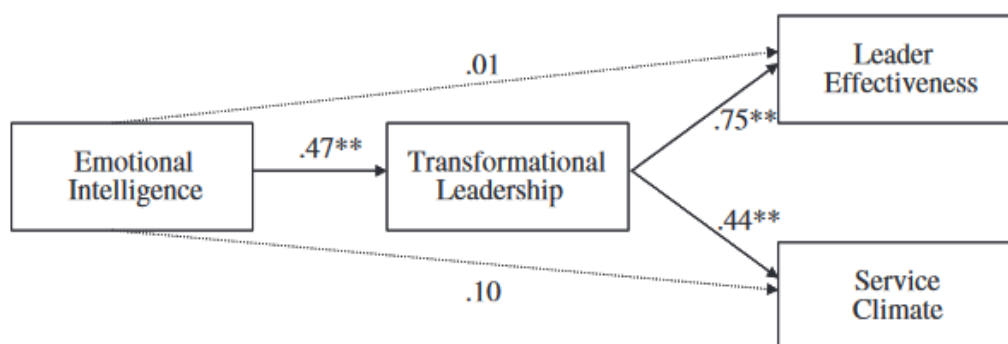 Leader
Effectiveness
.01
.75**
Emotional
Intelligence
.47**
Transformational
Leadership
.44**
.10
Service
Climate